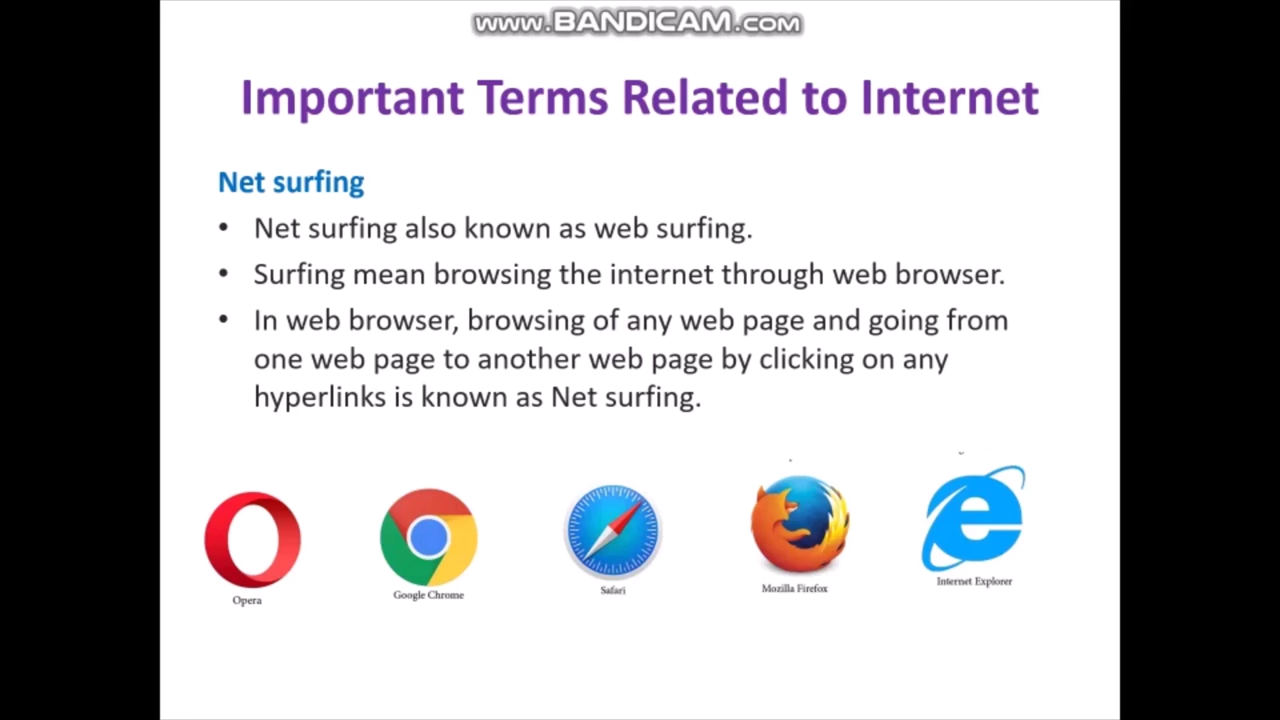 www.BANDICAM.com
Important Terms Related to Internet
Net surfing
• Net surfing also known as web surfing.
• Surfing mean browsing the internet through web browser.
• In web browser, browsing of any web page and going from
one web page to another web page by clicking on any
hyperlinks is known as Net surfing.
Opera
Google Chrome
Safari
Mozilla Firefox
Internet Explorer